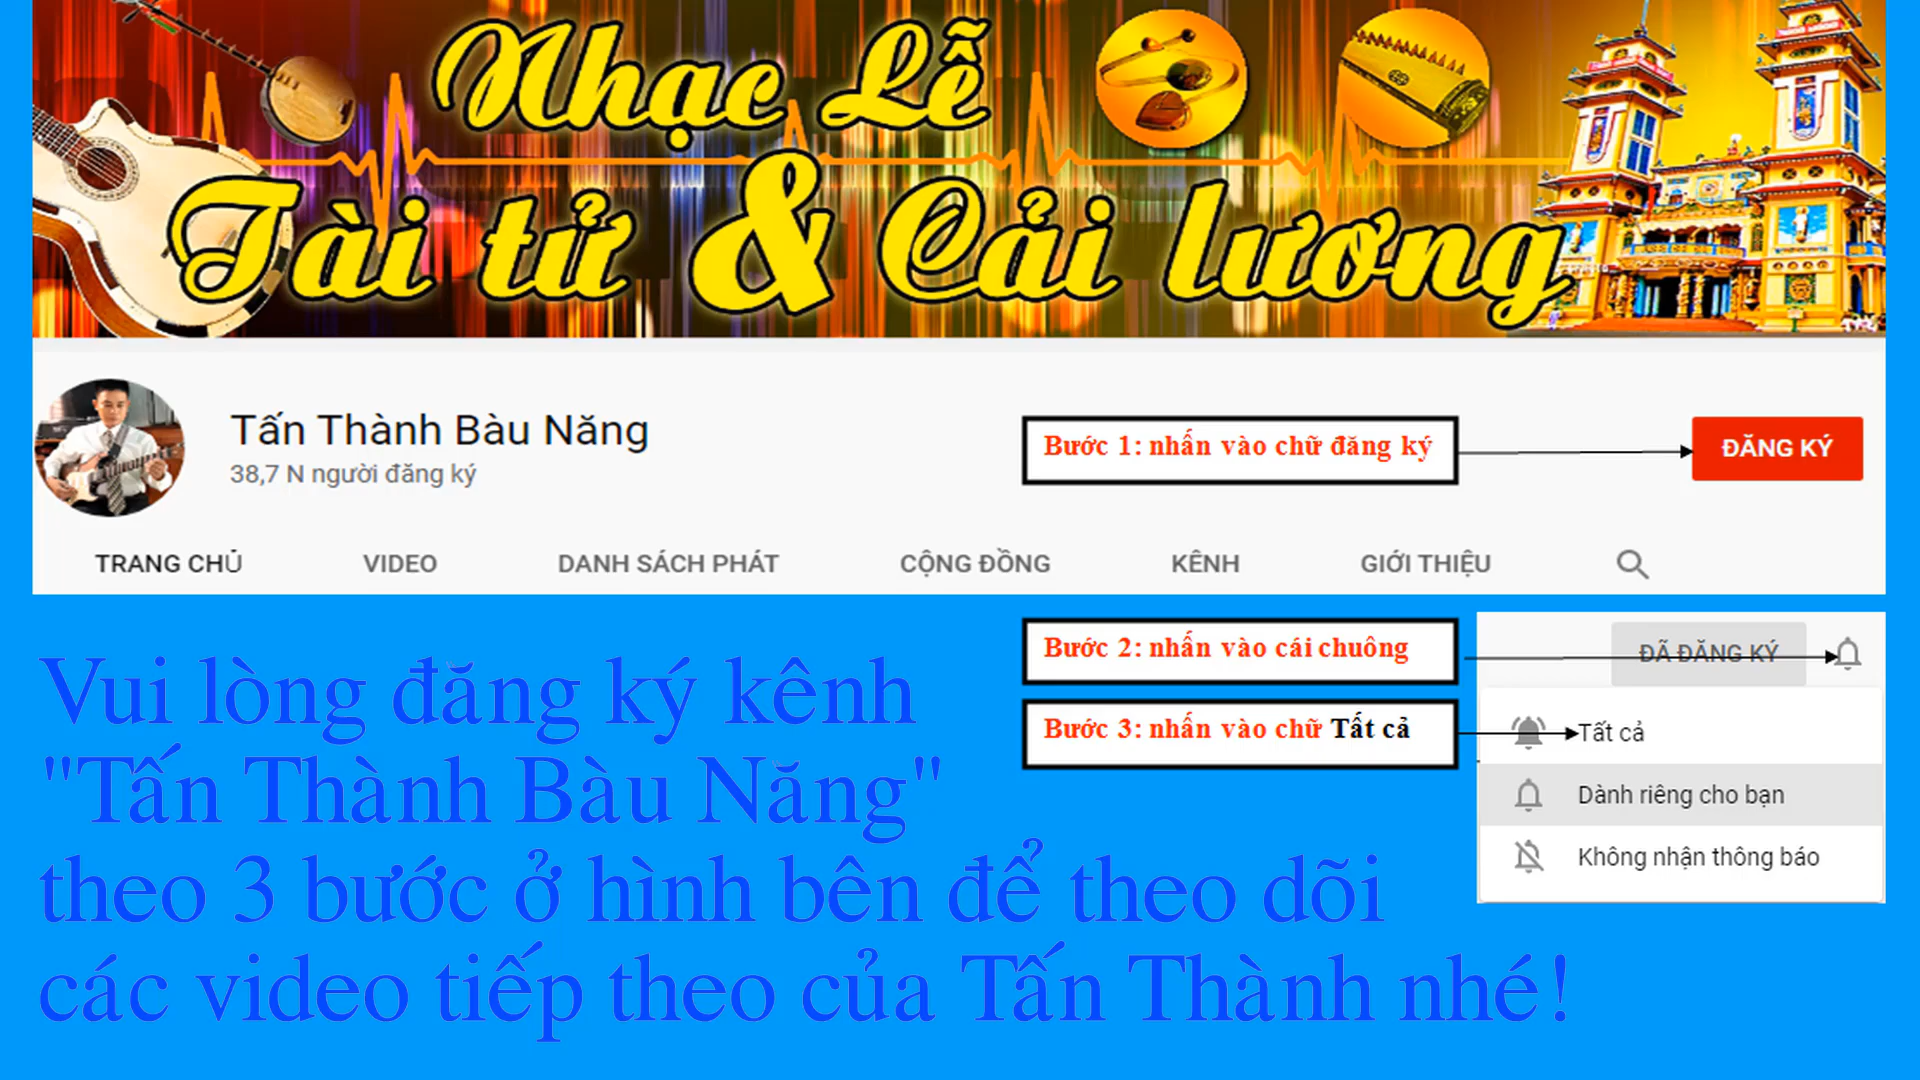 Nhạc Lễ
Tài tử & Cải lương
Tấn Thành Bàu Năng
38,7 N người đăng ký
Bước 1: nhấn vào chữ đăng ký
ĐĂNG KÝ
TRANG CHỦ VIDEO DANH SÁCH PHÁT CỘNG ĐỒNG KÊNH GIỚI THIỆU
Bước 2: nhấn vào cái chuông
ĐÃ ĐĂNG KÝ
Bước 3: nhấn vào chữ Tất cả
Tất cả
Dành riêng cho bạn
Không nhận thông báo
Vui lòng đăng ký kênh
"Tấn Thành Bàu Năng"
theo 3 bước ở hình bên để theo dõi
các video tiếp theo của Tấn Thành nhé!